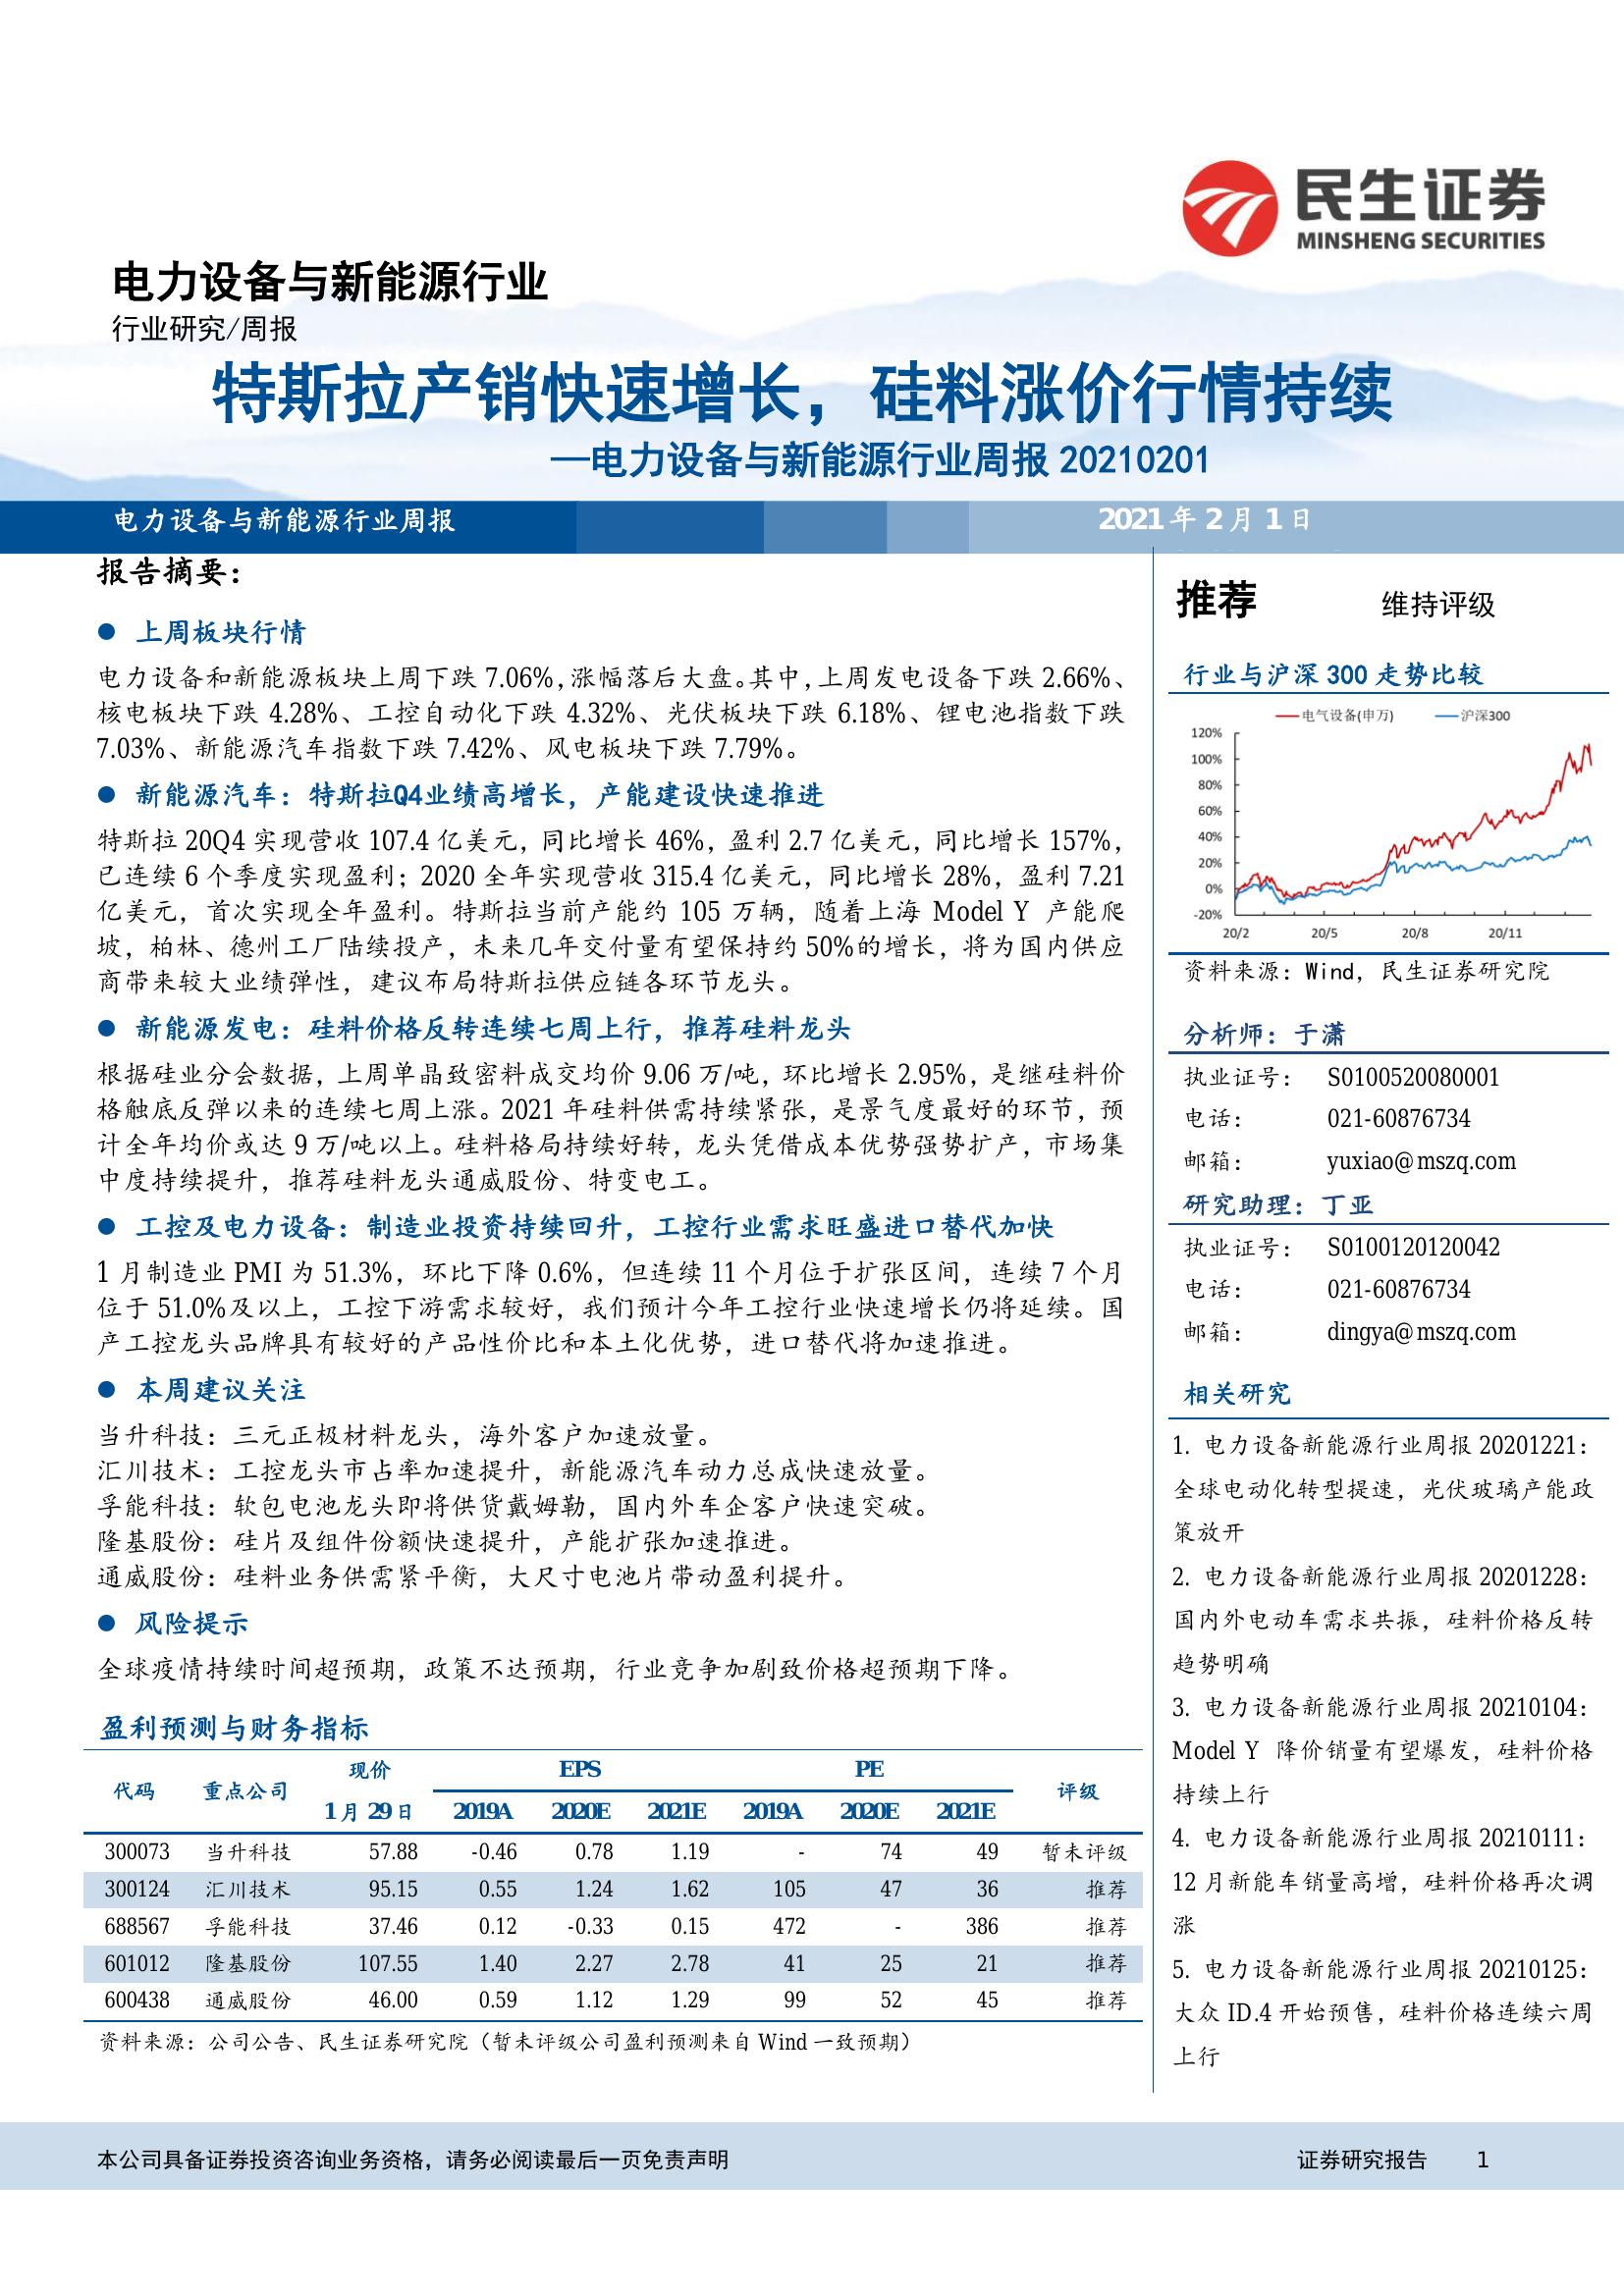 民生证券
MINSHENG SECURITIES
电力设备与新能源行业
行业研究/周报
特斯拉产销快速增长，硅料涨价行情持续
—电力设备与新能源行业周报 20210201
电力设备与新能源行业周报 2021 年 2 月 1 日
报告摘要：
● 上周板块行情
电力设备和新能源板块上周下跌 7.06%，涨幅落后大盘。其中，上周发电设备下跌 2.66%、
核电板块下跌 4.28%、工控自动化下跌 4.32%、光伏板块下跌 6.18%、锂电池指数下跌
7.03%、新能源汽车指数下跌 7.42%、风电板块下跌 7.79%。
● 新能源汽车：特斯拉Q4业绩高增长，产能建设快速推进
特斯拉 20Q4 实现营收 107.4 亿美元，同比增长 46%，盈利 2.7 亿美元，同比增长 157%，
已连续 6 个季度实现盈利；2020 全年实现营收 315.4 亿美元，同比增长 28%，盈利 7.21
亿美元，首次实现全年盈利。特斯拉当前产能约 105 万辆，随着上海 Model Y 产能爬
坡，柏林、德州工厂陆续投产，未来几年交付量有望保持约 50%的增长，将为国内供应
商带来较大业绩弹性，建议布局特斯拉供应链各环节龙头。
● 新能源发电：硅料价格反转连续七周上行，推荐硅料龙头
根据硅业分会数据，上周单晶致密料成交均价 9.06 万/吨，环比增长 2.95%，是继硅料价
格触底反弹以来的连续七周上涨。2021 年硅料供需持续紧张，是景气度最好的环节，预
计全年均价或达 9 万/吨以上。硅料格局持续好转，龙头凭借成本优势强势扩产，市场集
中度持续提升，推荐硅料龙头通威股份、特变电工。
● 工控及电力设备：制造业投资持续回升，工控行业需求旺盛进口替代加快
1 月制造业 PMI 为 51.3%，环比下降 0.6%，但连续 11 个月位于扩张区间，连续 7 个月
位于 51.0%及以上，工控下游需求较好，我们预计今年工控行业快速增长仍将延续。国
产工控龙头品牌具有较好的产品性价比和本土化优势，进口替代将加速推进。
● 本周建议关注
当升科技：三元正极材料龙头，海外客户加速放量。
汇川技术：工控龙头市占率加速提升，新能源汽车动力总成快速放量。
孚能科技：软包电池龙头即将供货戴姆勒，国内外车企客户快速突破。
隆基股份：硅片及组件份额快速提升，产能扩张加速推进。
通威股份：硅料业务供需紧平衡，大尺寸电池片带动盈利提升。
● 风险提示
全球疫情持续时间超预期，政策不达预期，行业竞争加剧致价格超预期下降。
盈利预测与财务指标
代码 重点公司 现价 EPS PE 评级
1 月 29 日 2019A 2020E 2021E 2019A 2020E 2021E
300073 当升科技 57.88 -0.46 0.78 1.19 - 74 49 暂未评级
300124 汇川技术 95.15 0.55 1.24 1.62 105 47 36 推荐
688567 孚能科技 37.46 0.12 -0.33 0.15 472 - 386 推荐
601012 隆基股份 107.55 1.40 2.27 2.78 41 25 21 推荐
600438 通威股份 46.00 0.59 1.12 1.29 99 52 45 推荐
资料来源：公司公告、民生证券研究院（暂未评级公司盈利预测来自 Wind 一致预期）
推荐 维持评级
行业与沪深 300 走势比较
电气设备(申万) 沪深300
120%
100%
80%
60%
40%
20%
0%
-20%
20/2 20/5 20/8 20/11
资料来源：Wind，民生证券研究院
分析师：于潇
执业证号： S0100520080001
电话： 021-60876734
邮箱： yuxiao@mszq.com
研究助理：丁亚
执业证号： S0100120120042
电话： 021-60876734
邮箱： dingya@mszq.com
相关研究
1. 电力设备新能源行业周报 20201221：
全球电动化转型提速，光伏玻璃产能政
策放开
2. 电力设备新能源行业周报 20201228：
国内外电动车需求共振，硅料价格反转
趋势明确
3. 电力设备新能源行业周报 20210104：
Model Y 降价销量有望爆发，硅料价格
持续上行
4. 电力设备新能源行业周报 20210111：
12 月新能车销量高增，硅料价格再次调
涨
5. 电力设备新能源行业周报 20210125：
大众 ID.4 开始预售，硅料价格连续六周
上行
本公司具备证券投资咨询业务资格，请务必阅读最后一页免责声明 证券研究报告 1